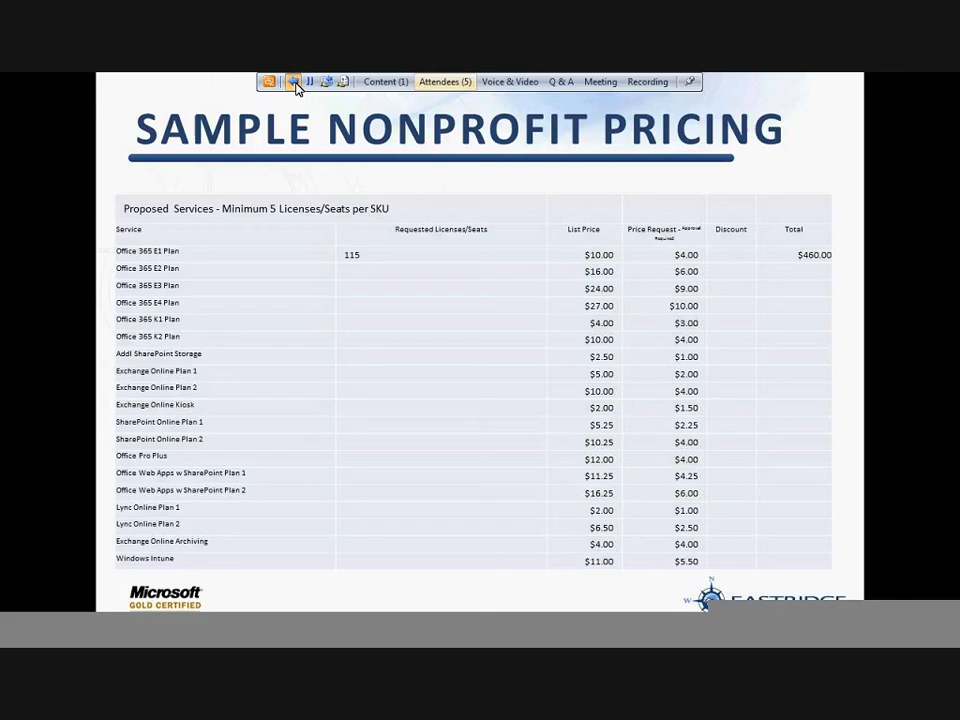 Content (1) Attendees (5) Voice & Video Q & A Meeting Recording
SAMPLE NONPROFIT PRICING
Proposed Services - Minimum 5 Licenses/Seats per SKU
Service Requested Licenses/Seats List Price Price Request - Approval Required Discount Total
Office 365 E1 Plan 115 $10.00 $4.00 $460.00
Office 365 E2 Plan $16.00 $6.00
Office 365 E3 Plan $24.00 $9.00
Office 365 E4 Plan $27.00 $10.00
Office 365 K1 Plan $4.00 $3.00
Office 365 K2 Plan $10.00 $4.00
Addl SharePoint Storage $2.50 $1.00
Exchange Online Plan 1 $5.00 $2.00
Exchange Online Plan 2 $10.00 $4.00
Exchange Online Kiosk $2.00 $1.50
SharePoint Online Plan 1 $5.25 $2.25
SharePoint Online Plan 2 $10.25 $4.00
Office Pro Plus $12.00 $4.00
Office Web Apps w SharePoint Plan 1 $11.25 $4.25
Office Web Apps w SharePoint Plan 2 $16.25 $6.00
Lync Online Plan 1 $2.00 $1.00
Lync Online Plan 2 $6.50 $2.50
Exchange Online Archiving $4.00 $4.00
Windows Intune $11.00 $5.50
Microsoft
GOLD CERTIFIED
N
W
EASTRIDGE